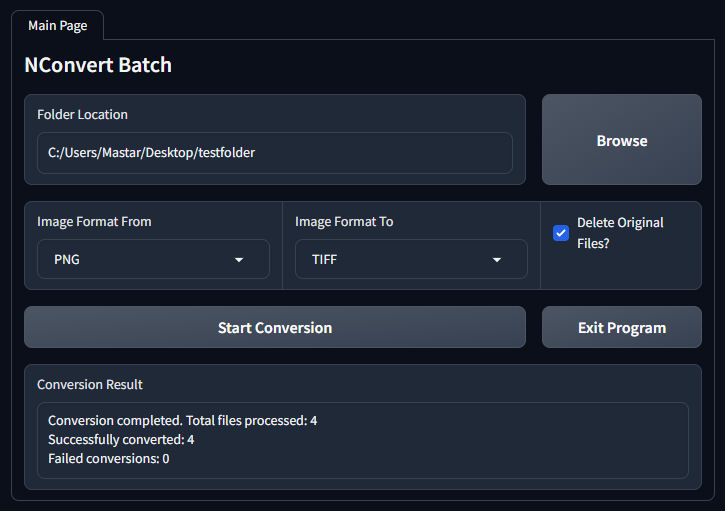 Main Page
NConvert Batch
Folder Location
C:/Users/Mastar/Desktop/testfolder
Browse
Image Format From
PNG
Image Format To
TIFF
Delete Original
Files?
Start Conversion
Exit Program
Conversion Result
Conversion completed. Total files processed: 4
Successfully converted: 4
Failed conversions: 0